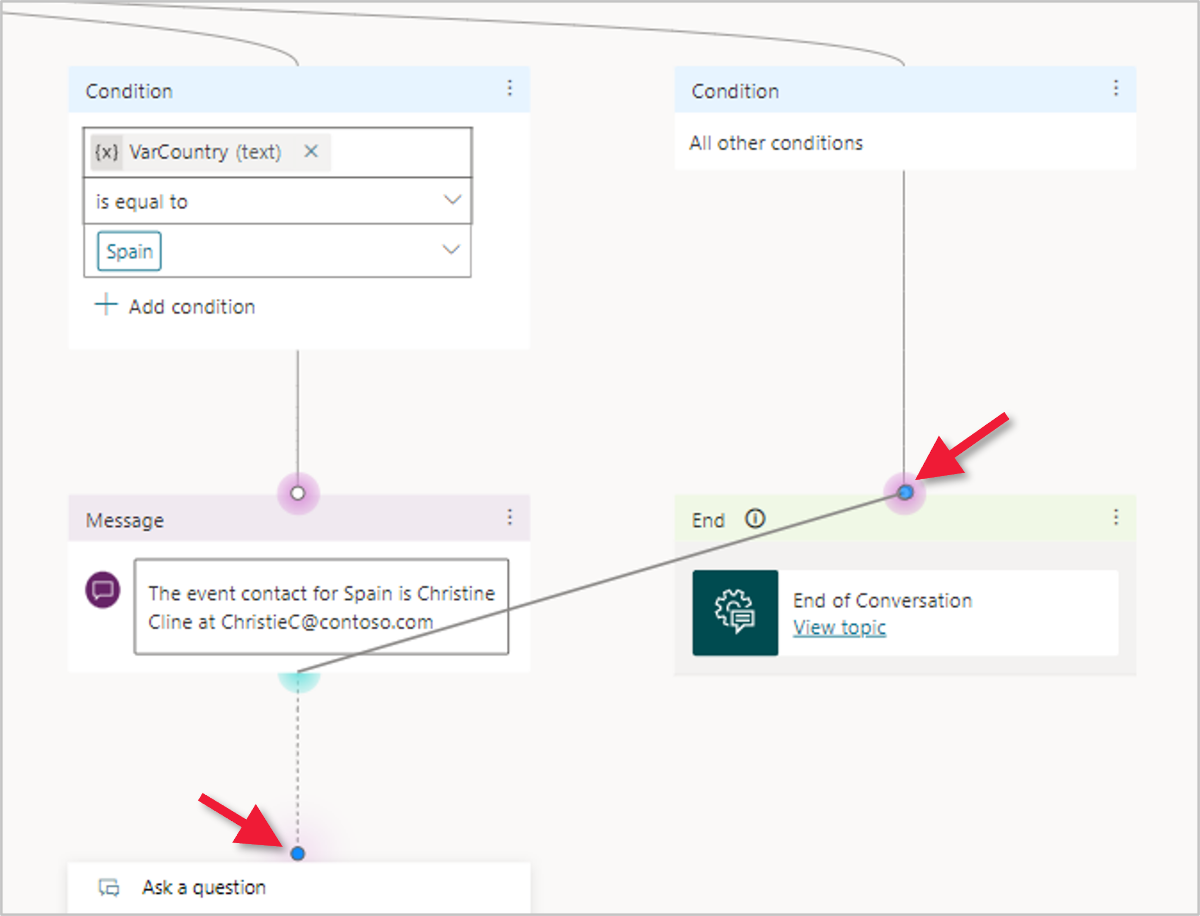 Condition
{x} VarCountry (text)
is equal to
Spain
Add condition
Condition
All other conditions
Message
The event contact for Spain is Christine
Cline at ChristieC@contoso.com
End
End of Conversation
View topic
Ask a question